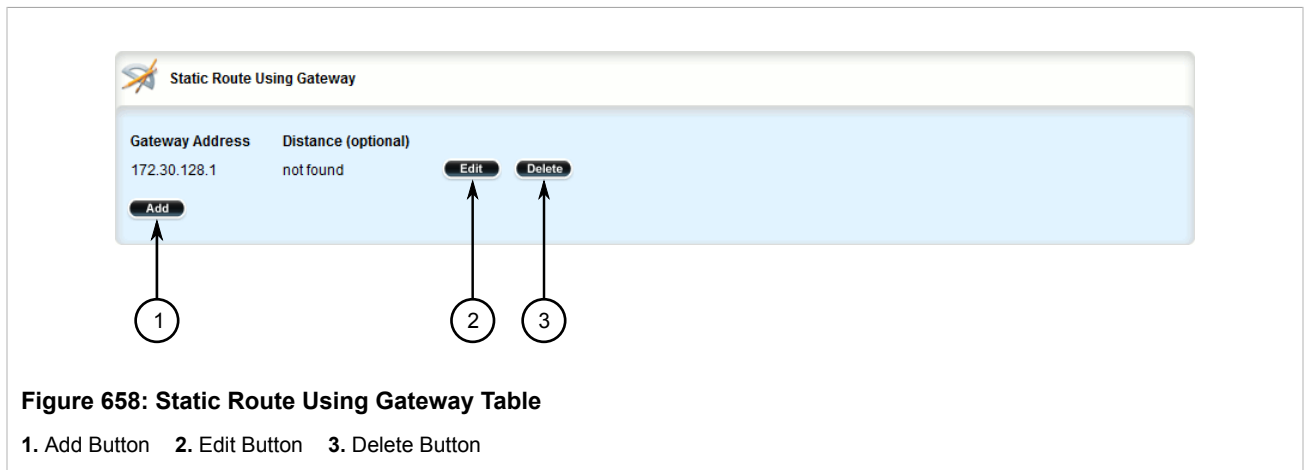 Static Route Using Gateway
Gateway Address Distance (optional)
172.30.128.1 not found Edit Delete
Add
1 2 3
Figure 658: Static Route Using Gateway Table
1. Add Button 2. Edit Button 3. Delete Button